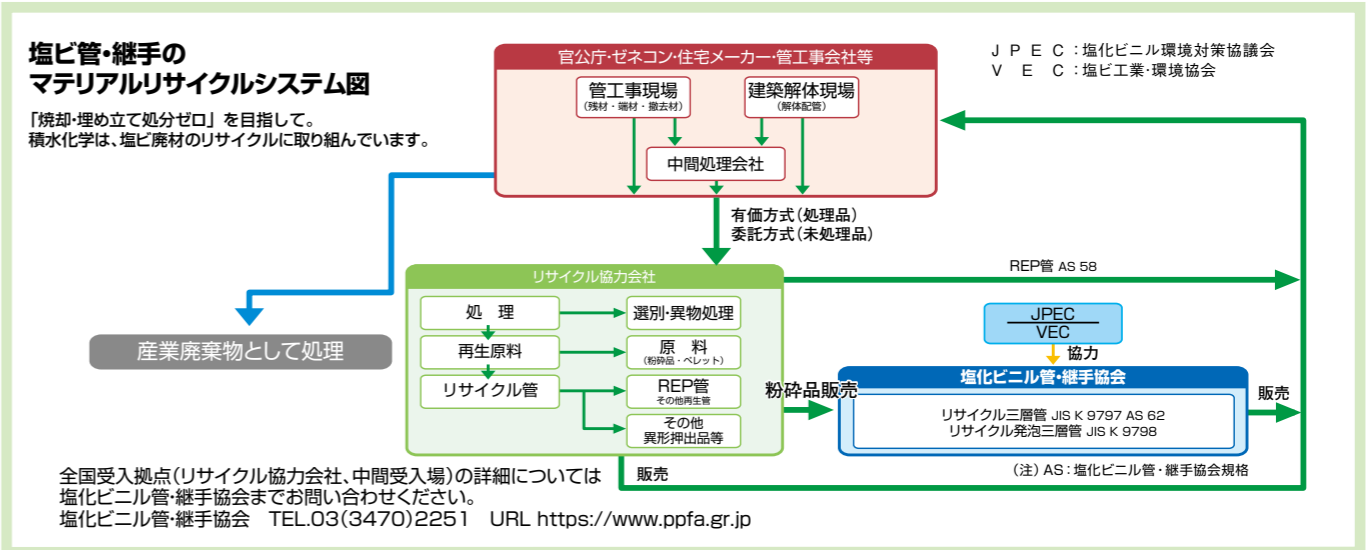 塩ビ管・継手の
マテリアルリサイクルシステム図
「焼却・埋め立て処分ゼロ」を目指して。
積水化学は、塩ビ廃材のリサイクルに取り組んでいます。
官公庁・ゼネコン・住宅メーカー・管工事会社等
管工事現場
(残材・端材・撤去材)
建築解体現場
(解体配管)
中間処理会社
JPEC：塩化ビニル環境対策協議会
VEC：塩ビ工業・環境協会
有価方式(処理品)
委託方式(未処理品)
産業廃棄物として処理
リサイクル協力会社
処 理
選別・異物処理
再生原料
原 料
(粉砕品・ペレット)
リサイクル管
REP管
その他再生管
その他
異形押出品等
REP管 AS 58
JPEC
VEC
協力
粉砕品販売
塩化ビニル管・継手協会
リサイクル三層管 JIS K 9797 AS 62
リサイクル発泡三層管 JIS K 9798
販売
(注) AS：塩化ビニル管・継手協会規格
販売
全国受入拠点(リサイクル協力会社、中間受入場)の詳細については
塩化ビニル管・継手協会までお問い合わせください。
塩化ビニル管・継手協会 TEL.03(3470)2251 URL https://www.ppfa.gr.jp